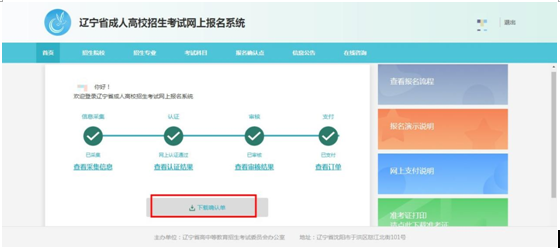 辽宁省成人高校招生考试网上报名系统
退出
首页 招生院校 招生专业 考试科目 报名确认点 信息公告 在线咨询
你好！
欢迎登录辽宁省成人高校招生考试网上报名系统
信息采集 认证 审核 支付
已采集 网上认证通过 已审核 已支付
查看采集信息 查看认证结果 查看审核结果 查看订单
下载确认单
查看报名流程
报名演示说明
网上支付说明
准考证打印
主办单位：辽宁省高中等教育招生考试委员会办公室 地址：辽宁省沈阳市于洪区怒江北街101号